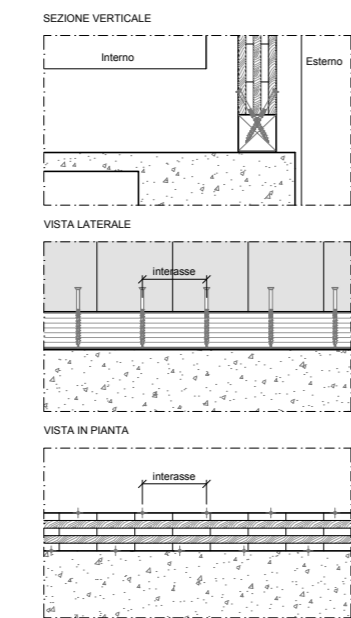 SEZIONE VERTICALE
Interno
Esterno
VISTA LATERALE
interasse
VISTA IN PIANTA
interasse